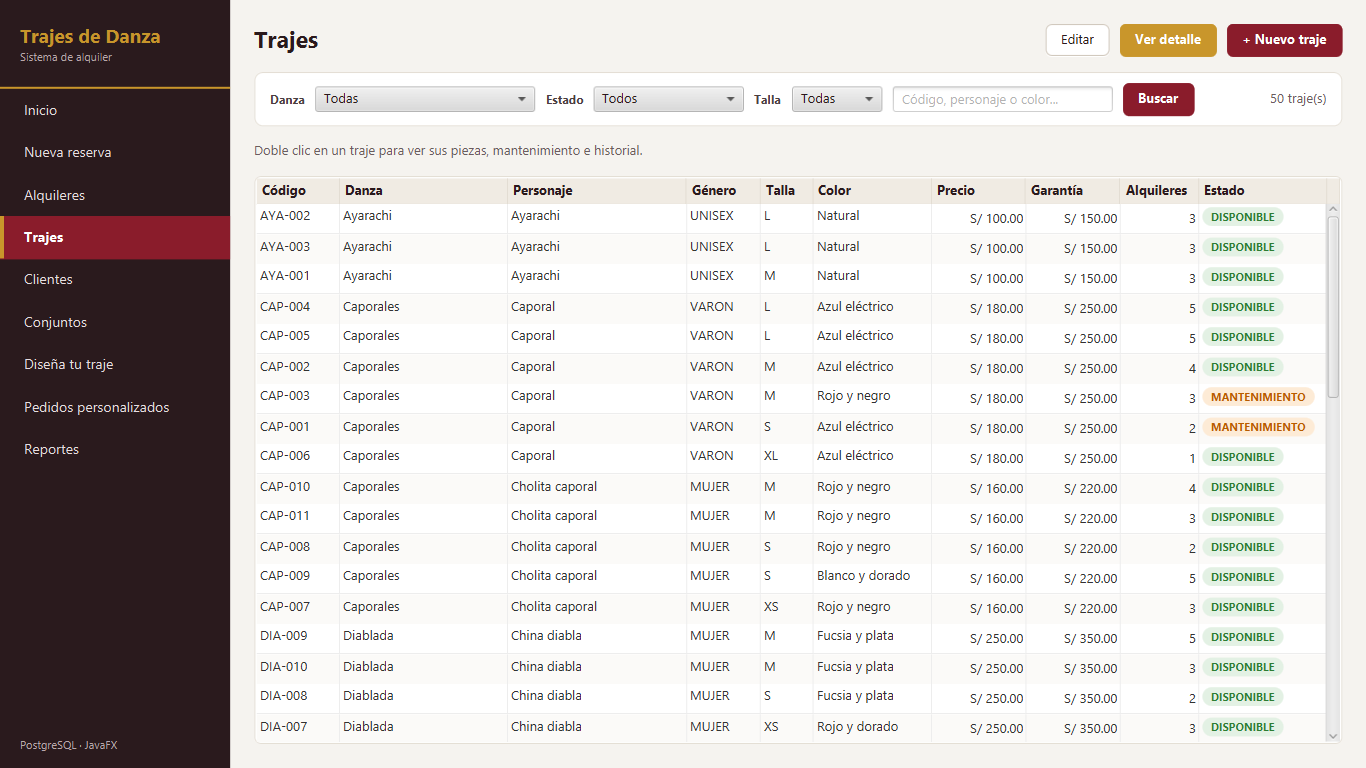 Trajes de Danza
Sistema de alquiler
Inicio
Nueva reserva
Alquileres
Trajes
Clientes
Conjuntos
Diseña tu traje
Pedidos personalizados
Reportes
PostgreSQL · JavaFX
Trajes
Editar
Ver detalle
+ Nuevo traje
Danza Todas Estado Todos Talla Todas Código, personaje o color... Buscar 50 traje(s)
Doble clic en un traje para ver sus piezas, mantenimiento e historial.
Código Danza Personaje Género Talla Color Precio Garantía Alquileres Estado
AYA-002 Ayarachi Ayarachi UNISEX L Natural S/ 100.00 S/ 150.00 3 DISPONIBLE
AYA-003 Ayarachi Ayarachi UNISEX L Natural S/ 100.00 S/ 150.00 3 DISPONIBLE
AYA-001 Ayarachi Ayarachi UNISEX M Natural S/ 100.00 S/ 150.00 3 DISPONIBLE
CAP-004 Caporales Caporal VARON L Azul eléctrico S/ 180.00 S/ 250.00 5 DISPONIBLE
CAP-005 Caporales Caporal VARON L Azul eléctrico S/ 180.00 S/ 250.00 5 DISPONIBLE
CAP-002 Caporales Caporal VARON M Azul eléctrico S/ 180.00 S/ 250.00 4 DISPONIBLE
CAP-003 Caporales Caporal VARON M Rojo y negro S/ 180.00 S/ 250.00 3 MANTENIMIENTO
CAP-001 Caporales Caporal VARON S Azul eléctrico S/ 180.00 S/ 250.00 2 MANTENIMIENTO
CAP-006 Caporales Caporal VARON XL Azul eléctrico S/ 180.00 S/ 250.00 1 DISPONIBLE
CAP-010 Caporales Cholita caporal MUJER M Rojo y negro S/ 160.00 S/ 220.00 4 DISPONIBLE
CAP-011 Caporales Cholita caporal MUJER M Rojo y negro S/ 160.00 S/ 220.00 3 DISPONIBLE
CAP-008 Caporales Cholita caporal MUJER S Rojo y negro S/ 160.00 S/ 220.00 2 DISPONIBLE
CAP-009 Caporales Cholita caporal MUJER S Blanco y dorado S/ 160.00 S/ 220.00 5 DISPONIBLE
CAP-007 Caporales Cholita caporal MUJER XS Rojo y negro S/ 160.00 S/ 220.00 3 DISPONIBLE
DIA-009 Diablada China diabla MUJER M Fucsia y plata S/ 250.00 S/ 350.00 5 DISPONIBLE
DIA-010 Diablada China diabla MUJER M Fucsia y plata S/ 250.00 S/ 350.00 3 DISPONIBLE
DIA-008 Diablada China diabla MUJER S Fucsia y plata S/ 250.00 S/ 350.00 2 DISPONIBLE
DIA-007 Diablada China diabla MUJER XS Rojo y dorado S/ 250.00 S/ 350.00 3 DISPONIBLE